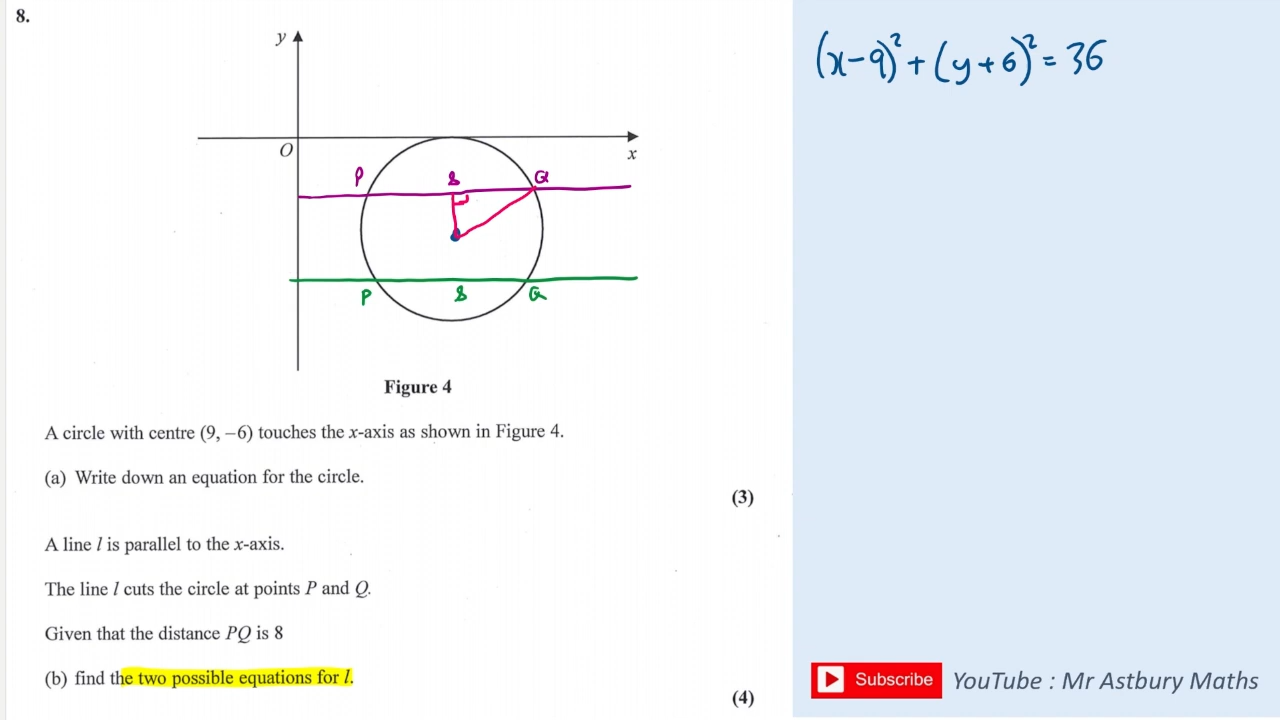 8.
(x-9)² + (y+6)² = 36
y
O
x
P 8 Q
P 8 Q
Figure 4
A circle with centre (9, −6) touches the x-axis as shown in Figure 4.
(a) Write down an equation for the circle.
(3)
A line l is parallel to the x-axis.
The line l cuts the circle at points P and Q.
Given that the distance PQ is 8
(b) find the two possible equations for l.
(4)
Subscribe YouTube : Mr Astbury Maths